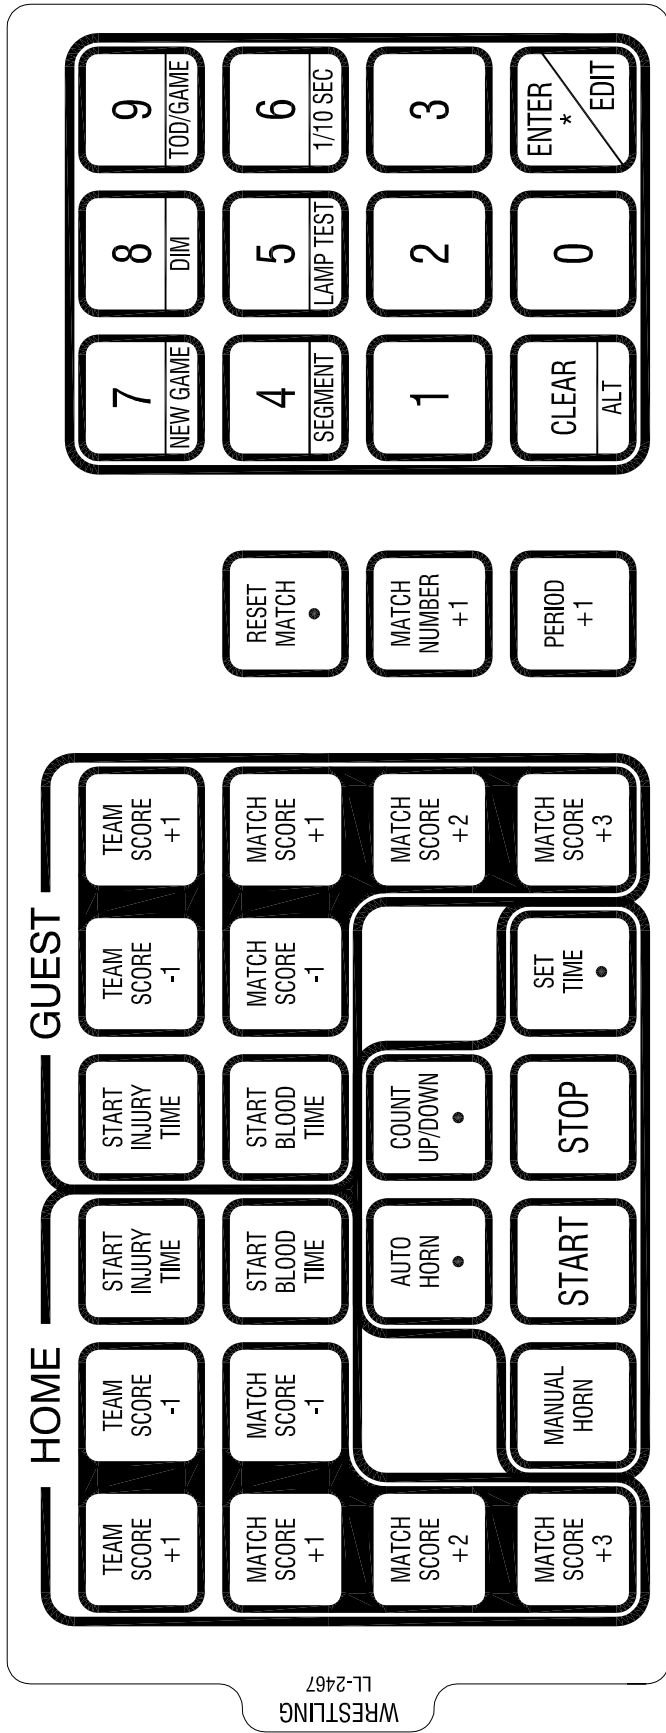 HOME
GUEST
TEAM
SCORE
+1
TEAM
SCORE
-1
START
INJURY
TIME
START
INJURY
TIME
TEAM
SCORE
-1
TEAM
SCORE
+1
MATCH
SCORE
+1
MATCH
SCORE
-1
START
BLOOD
TIME
START
BLOOD
TIME
MATCH
SCORE
-1
MATCH
SCORE
+1
MATCH
SCORE
+2
AUTO
HORN
•
COUNT
UP/DOWN
•
MATCH
SCORE
+2
MATCH
SCORE
+3
MANUAL
HORN
START
STOP
SET
TIME
•
MATCH
SCORE
+3
RESET
MATCH
•
MATCH
NUMBER
+1
PERIOD
+1
7
NEW GAME
8
DIM
9
TOD/GAME
4
SEGMENT
5
LAMP TEST
6
1/10 SEC
1
2
3
CLEAR
ALT
0
ENTER
*
EDIT
WRESTLING
LL-2467